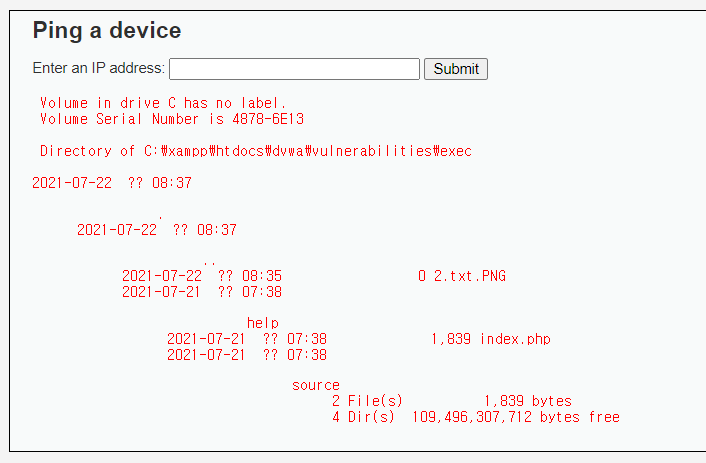 Ping a device
Enter an IP address: Submit
Volume in drive C has no label.
Volume Serial Number is 4878-6E13
Directory of C:₩xampp₩htdocs₩dvwa₩vulnerabilities₩exec
2021-07-22 ?? 08:37
.
2021-07-22 ?? 08:37
..
2021-07-22 ?? 08:35 0 2.txt.PNG
2021-07-21 ?? 07:38
help
2021-07-21 ?? 07:38 1,839 index.php
2021-07-21 ?? 07:38
source
2 File(s) 1,839 bytes
4 Dir(s) 109,496,307,712 bytes free